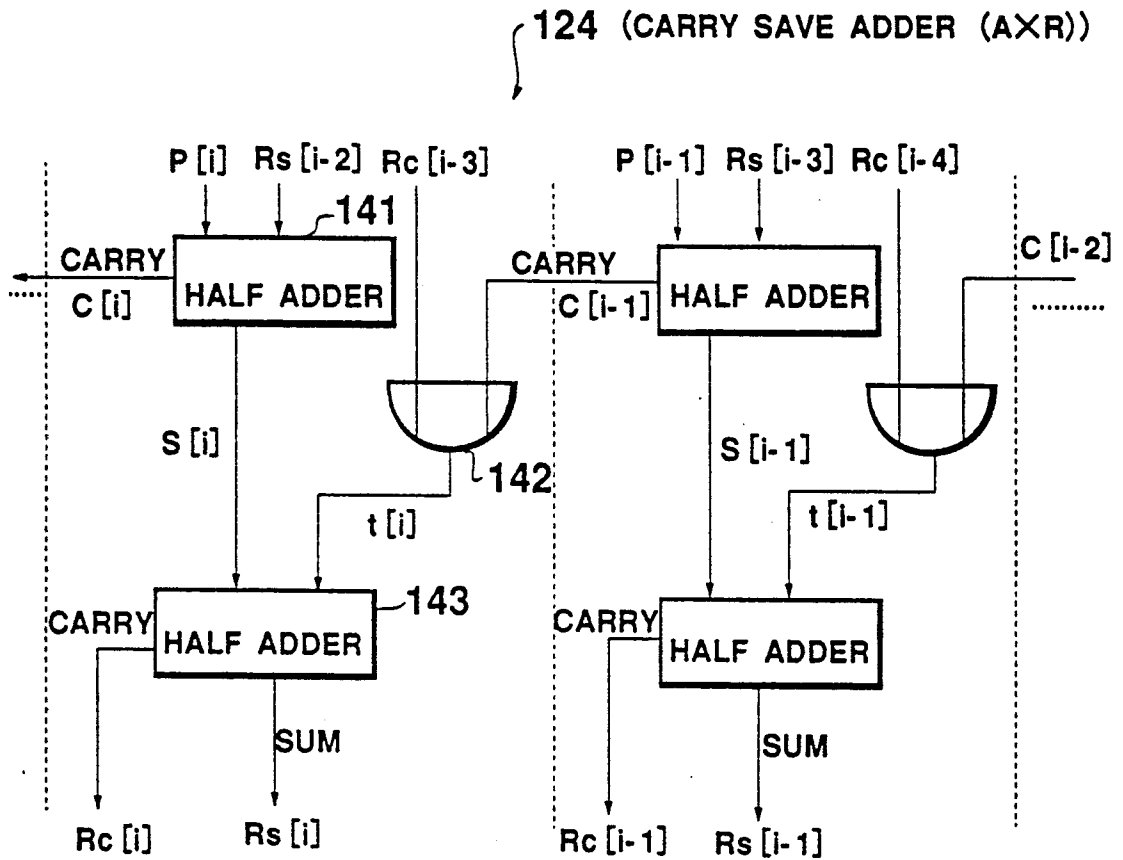 124 (CARRY SAVE ADDER (A×R))
P[i] Rs[i-2] Rc[i-3] P[i-1] Rs[i-3] Rc[i-4]
141
CARRY CARRY C[i-2]
HALF ADDER HALF ADDER
C[i] C[i-1]
S[i] S[i-1]
142
t[i] t[i-1]
143
CARRY CARRY
HALF ADDER HALF ADDER
SUM SUM
Rc[i] Rs[i] Rc[i-1] Rs[i-1]